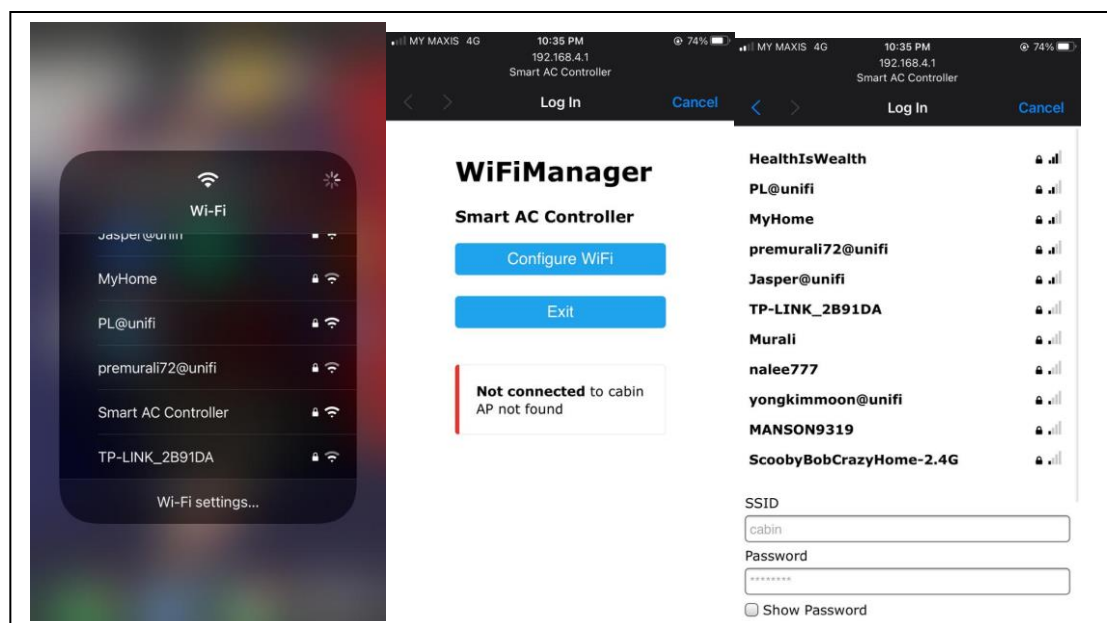 Wi-Fi
Jasper@unifi
MyHome
PL@unifi
premurali72@unifi
Smart AC Controller
TP-LINK_2B91DA
Wi-Fi settings...
MY MAXIS 4G 10:35 PM 74%
192.168.4.1
Smart AC Controller
Log In Cancel
WiFiManager
Smart AC Controller
Configure WiFi
Exit
Not connected to cabin
AP not found
MY MAXIS 4G 10:35 PM 74%
192.168.4.1
Smart AC Controller
Log In Cancel
HealthIsWealth
PL@unifi
MyHome
premurali72@unifi
Jasper@unifi
TP-LINK_2B91DA
Murali
nalee777
yongkimmoon@unifi
MANSON9319
ScoobyBobCrazyHome-2.4G
SSID
cabin
Password
********
Show Password